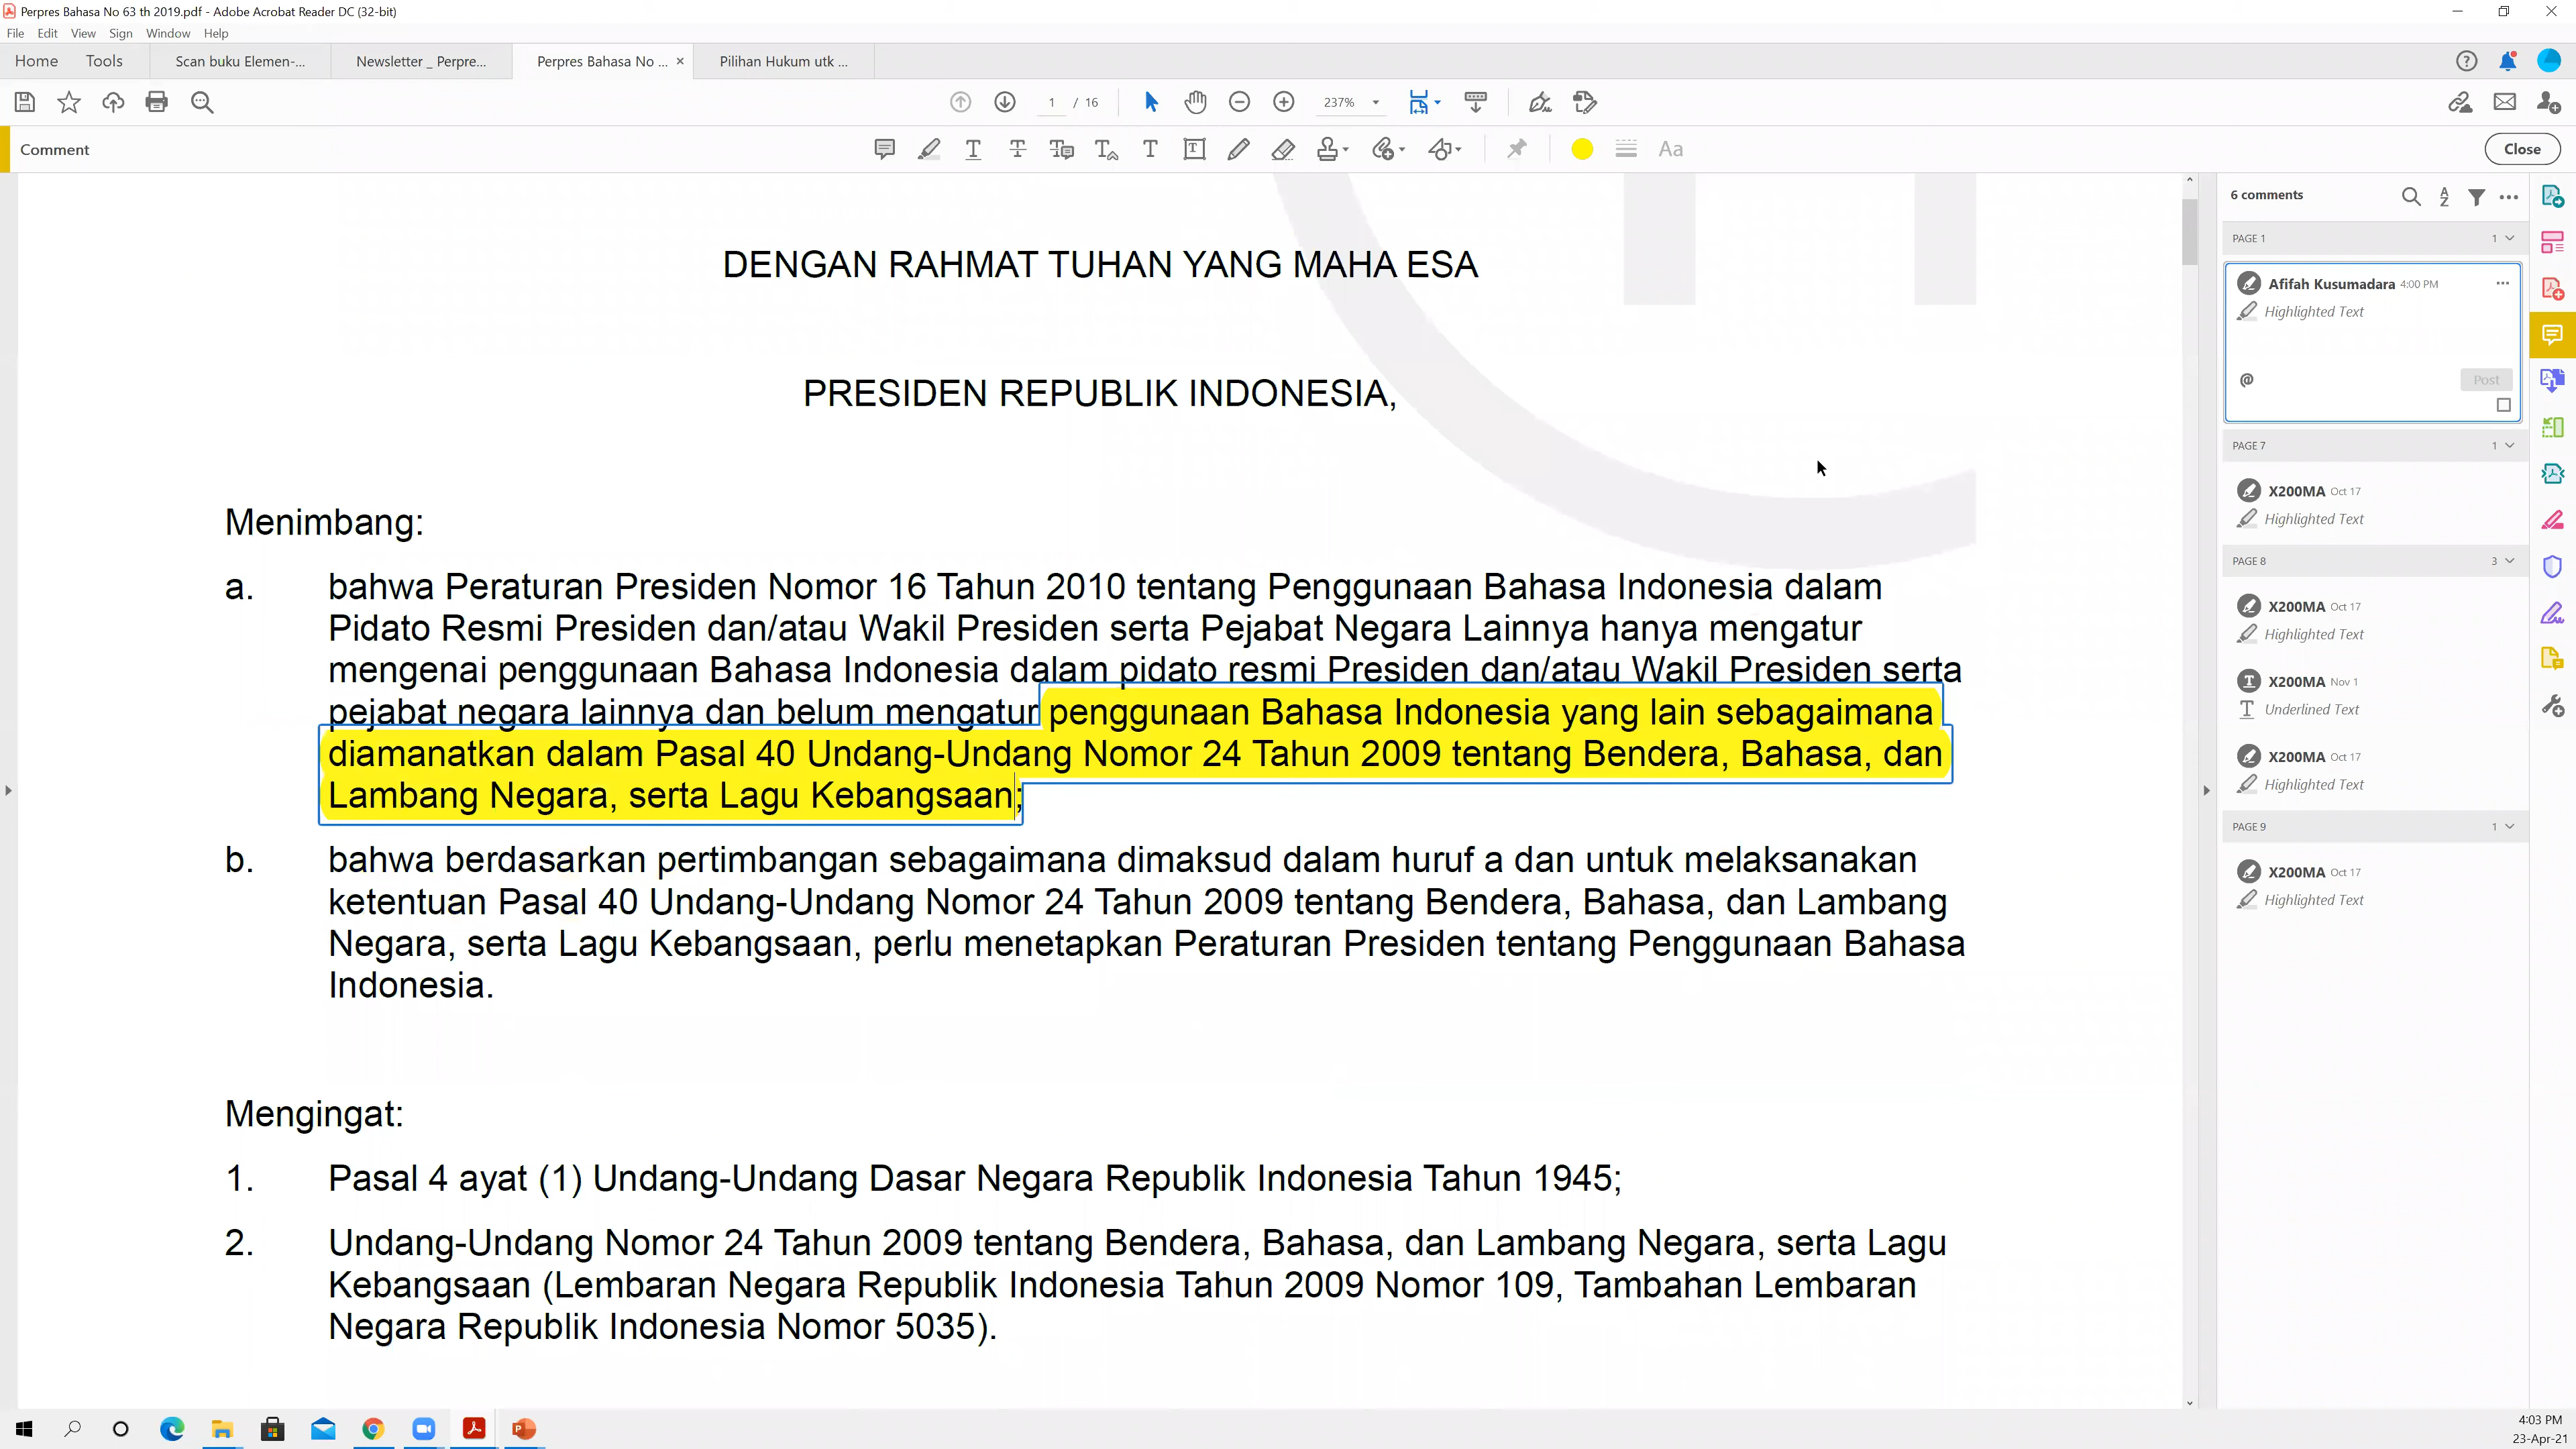 Perpres Bahasa No 63 th 2019.pdf - Adobe Acrobat Reader DC (32-bit)
File Edit View Sign Window Help
Home Tools Scan buku Elemen-... Newsletter _ Perpre... Perpres Bahasa No ... Pilihan Hukum utk ...
1 / 16 237%
Comment Aa Close
DENGAN RAHMAT TUHAN YANG MAHA ESA
PRESIDEN REPUBLIK INDONESIA,
Menimbang:
a. bahwa Peraturan Presiden Nomor 16 Tahun 2010 tentang Penggunaan Bahasa Indonesia dalam
Pidato Resmi Presiden dan/atau Wakil Presiden serta Pejabat Negara Lainnya hanya mengatur
mengenai penggunaan Bahasa Indonesia dalam pidato resmi Presiden dan/atau Wakil Presiden serta
pejabat negara lainnya dan belum mengatur penggunaan Bahasa Indonesia yang lain sebagaimana
diamanatkan dalam Pasal 40 Undang-Undang Nomor 24 Tahun 2009 tentang Bendera, Bahasa, dan
Lambang Negara, serta Lagu Kebangsaan;
b. bahwa berdasarkan pertimbangan sebagaimana dimaksud dalam huruf a dan untuk melaksanakan
ketentuan Pasal 40 Undang-Undang Nomor 24 Tahun 2009 tentang Bendera, Bahasa, dan Lambang
Negara, serta Lagu Kebangsaan, perlu menetapkan Peraturan Presiden tentang Penggunaan Bahasa
Indonesia.
Mengingat:
1. Pasal 4 ayat (1) Undang-Undang Dasar Negara Republik Indonesia Tahun 1945;
2. Undang-Undang Nomor 24 Tahun 2009 tentang Bendera, Bahasa, dan Lambang Negara, serta Lagu
Kebangsaan (Lembaran Negara Republik Indonesia Tahun 2009 Nomor 109, Tambahan Lembaran
Negara Republik Indonesia Nomor 5035).
6 comments
PAGE 1 1
Afifah Kusumadara 4:00 PM
Highlighted Text
@ Post
PAGE 7 1
X200MA Oct 17
Highlighted Text
PAGE 8 3
X200MA Oct 17
Highlighted Text
X200MA Nov 1
Underlined Text
X200MA Oct 17
Highlighted Text
PAGE 9 1
X200MA Oct 17
Highlighted Text
4:03 PM
23-Apr-21